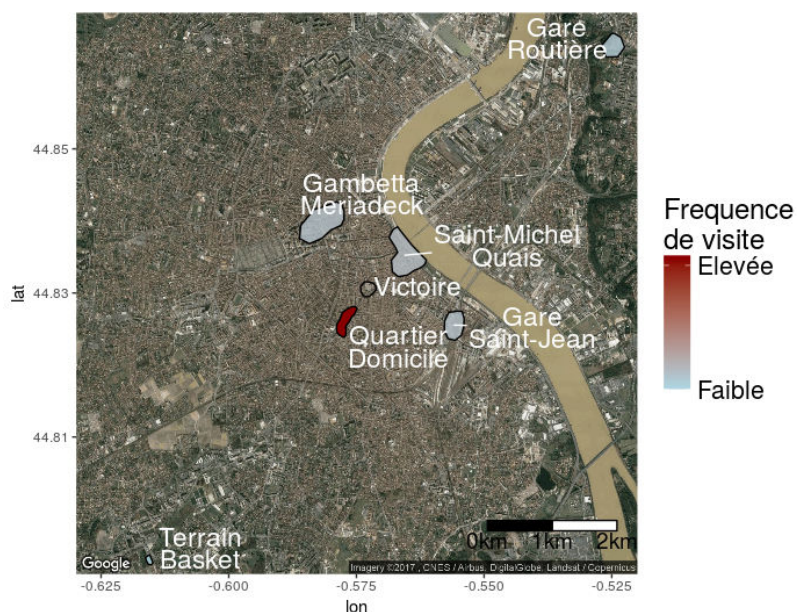 Gare
Routière
44.85
Gambetta
Meriadeck
Saint-Michel
Quais
Frequence
de visite
Elevée
Faible
lat
44.83
Victoire
Quartier
Domicile
Gare
Saint-Jean
44.81
Terrain
Basket
0km 1km 2km
Google
Imagery ©2017 , CNES / Airbus, DigitalGlobe, Landsat / Copernicus
-0.625 -0.600 -0.575 -0.550 -0.525
lon